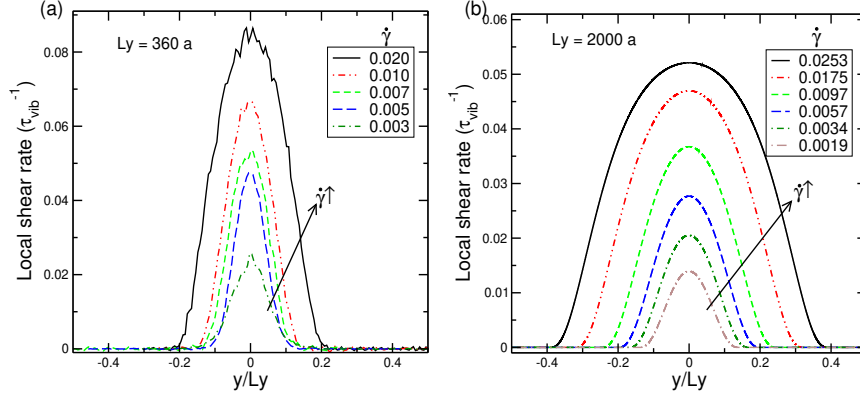 (a)
Ly = 360 a
γ̇
0.020
0.010
0.007
0.005
0.003
γ̇↑
Local shear rate (τvib⁻¹)
0.08
0.06
0.04
0.02
0
-0.4 -0.2 0 0.2 0.4
y/Ly
(b)
Ly = 2000 a
γ̇
0.0253
0.0175
0.0097
0.0057
0.0034
0.0019
γ̇↑
Local shear rate (τvib⁻¹)
0.06
0.05
0.04
0.03
0.02
0.01
0.00
-0.4 -0.2 0 0.2 0.4
y/Ly